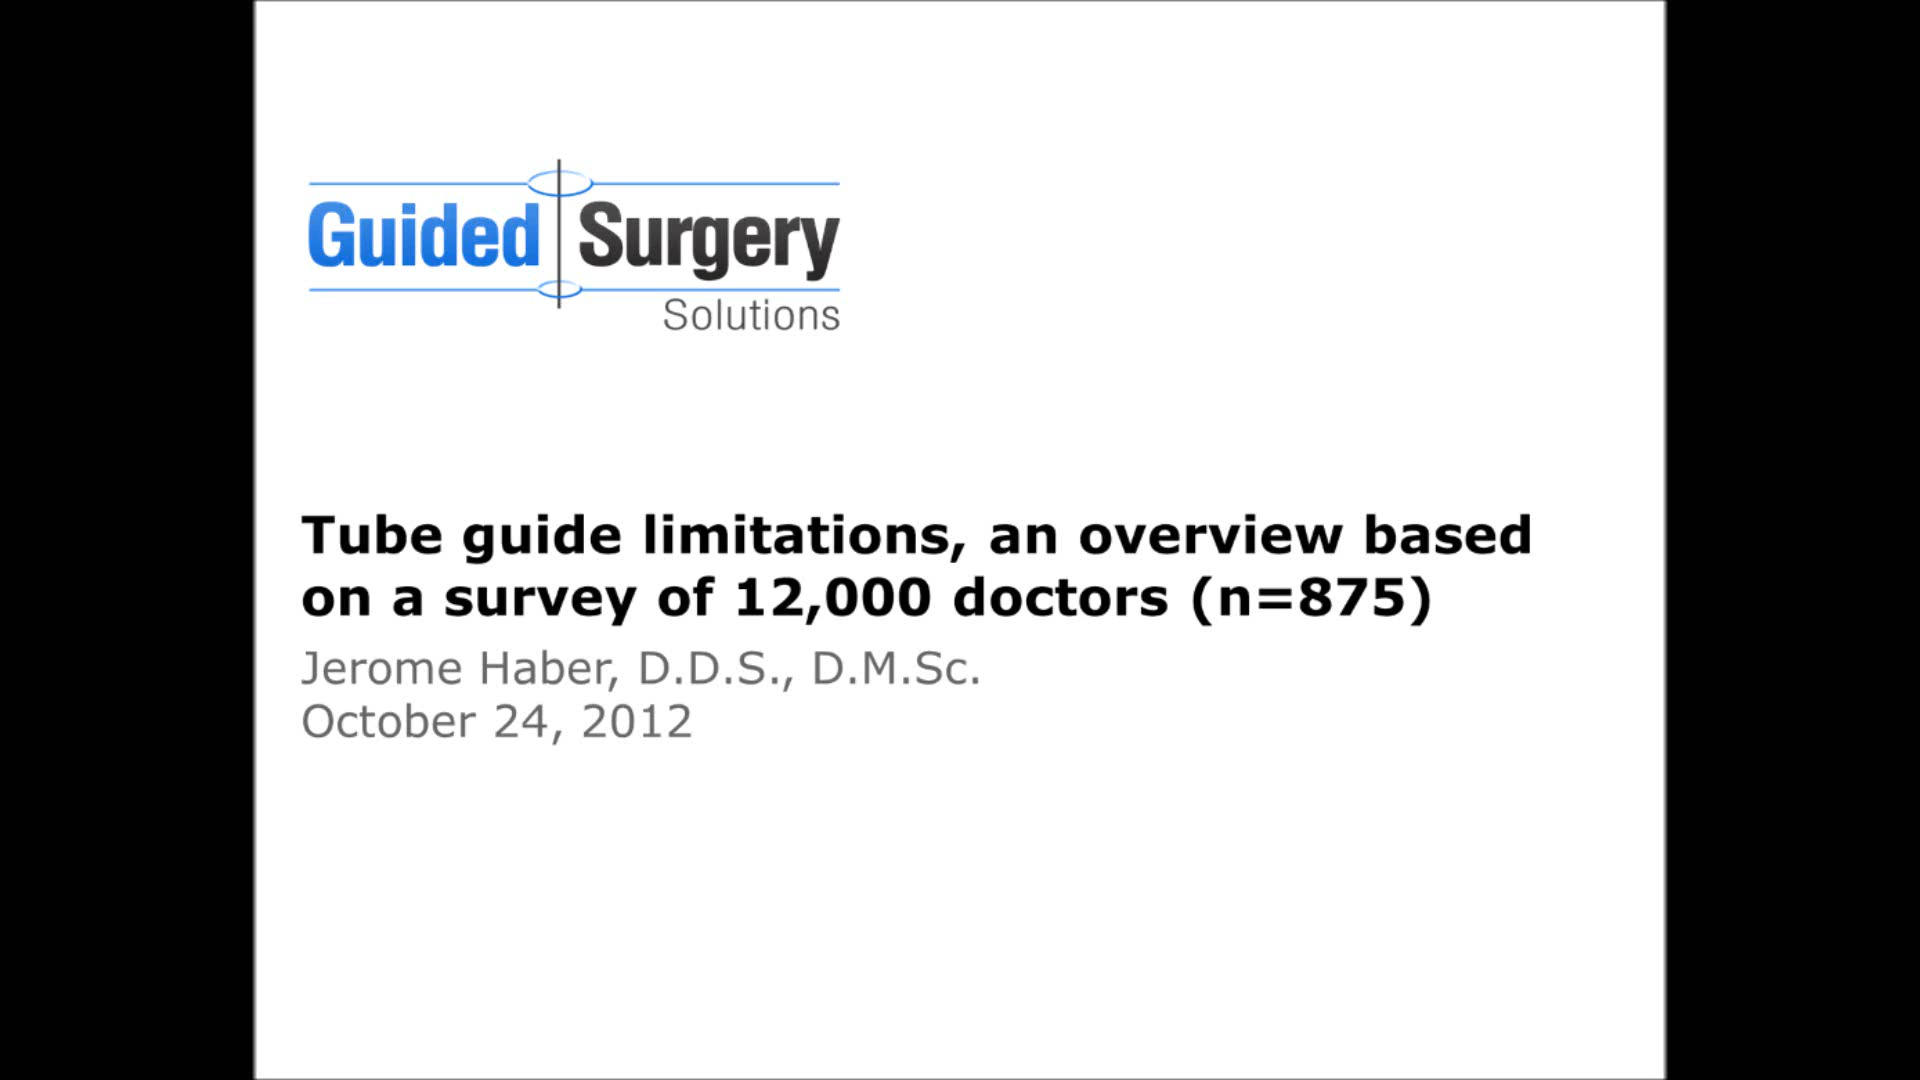 Guided Surgery
Solutions
Tube guide limitations, an overview based
on a survey of 12,000 doctors (n=875)
Jerome Haber, D.D.S., D.M.Sc.
October 24, 2012